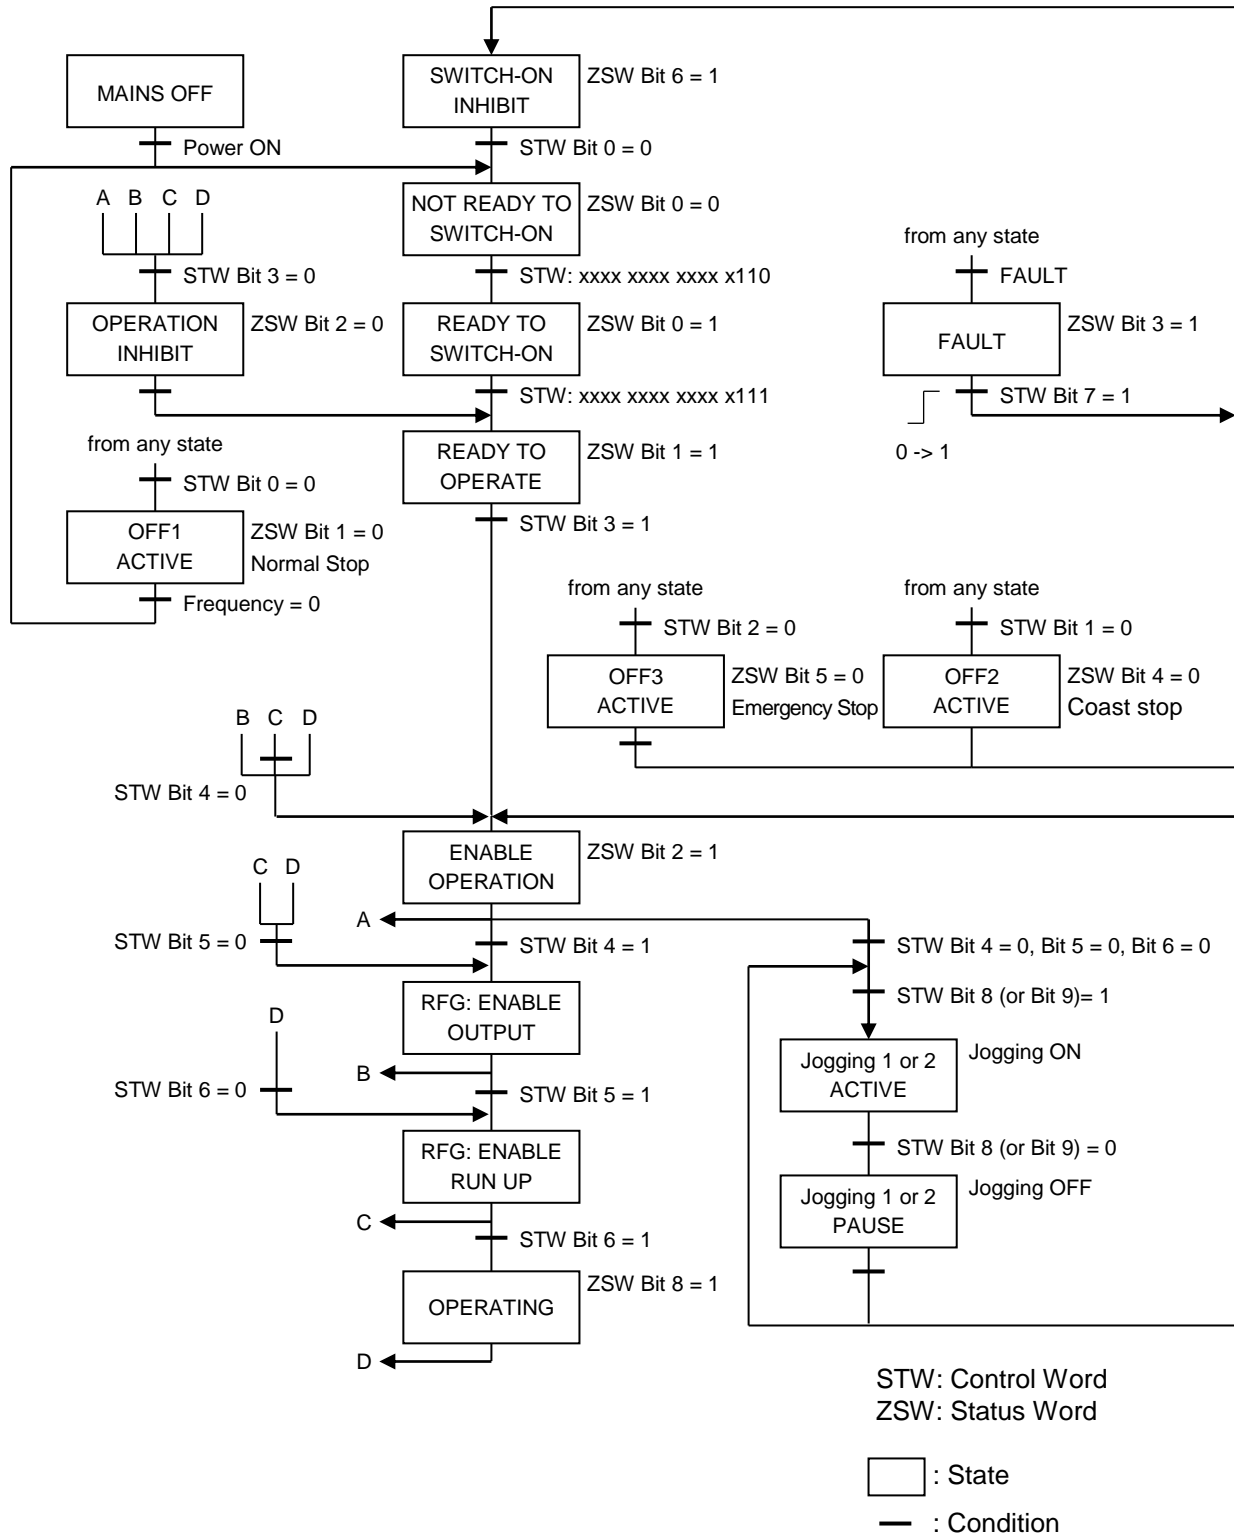 MAINS OFF
Power ON
SWITCH-ON
INHIBIT
ZSW Bit 6 = 1
STW Bit 0 = 0
A B C D
NOT READY TO
SWITCH-ON
ZSW Bit 0 = 0
STW Bit 3 = 0
STW: xxxx xxxx xxxx x110
from any state
FAULT
OPERATION
INHIBIT
ZSW Bit 2 = 0
READY TO
SWITCH-ON
ZSW Bit 0 = 1
FAULT
ZSW Bit 3 = 1
STW: xxxx xxxx xxxx x111
STW Bit 7 = 1
0 -> 1
from any state
STW Bit 0 = 0
READY TO
OPERATE
ZSW Bit 1 = 1
STW Bit 3 = 1
OFF1
ACTIVE
ZSW Bit 1 = 0
Normal Stop
Frequency = 0
from any state
STW Bit 2 = 0
OFF3
ACTIVE
ZSW Bit 5 = 0
Emergency Stop
from any state
STW Bit 1 = 0
OFF2
ACTIVE
ZSW Bit 4 = 0
Coast stop
B C D
STW Bit 4 = 0
ENABLE
OPERATION
ZSW Bit 2 = 1
C D
STW Bit 5 = 0
A
STW Bit 4 = 1
STW Bit 4 = 0, Bit 5 = 0, Bit 6 = 0
STW Bit 8 (or Bit 9)= 1
D
STW Bit 6 = 0
RFG: ENABLE
OUTPUT
B
STW Bit 5 = 1
Jogging 1 or 2
ACTIVE
Jogging ON
STW Bit 8 (or Bit 9) = 0
RFG: ENABLE
RUN UP
C
STW Bit 6 = 1
Jogging 1 or 2
PAUSE
Jogging OFF
OPERATING
ZSW Bit 8 = 1
D
STW: Control Word
ZSW: Status Word
: State
: Condition